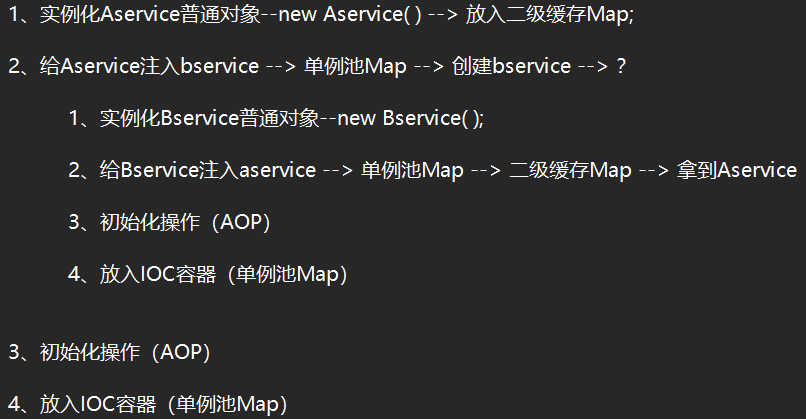 1、实例化Aservice普通对象--new Aservice( ) --> 放入二级缓存Map;
2、给Aservice注入bservice --> 单例池Map --> 创建bservice --> ？
1、实例化Bservice普通对象--new Bservice( );
2、给Bservice注入aservice --> 单例池Map --> 二级缓存Map --> 拿到Aservice
3、初始化操作（AOP）
4、放入IOC容器（单例池Map）
3、初始化操作（AOP）
4、放入IOC容器（单例池Map）